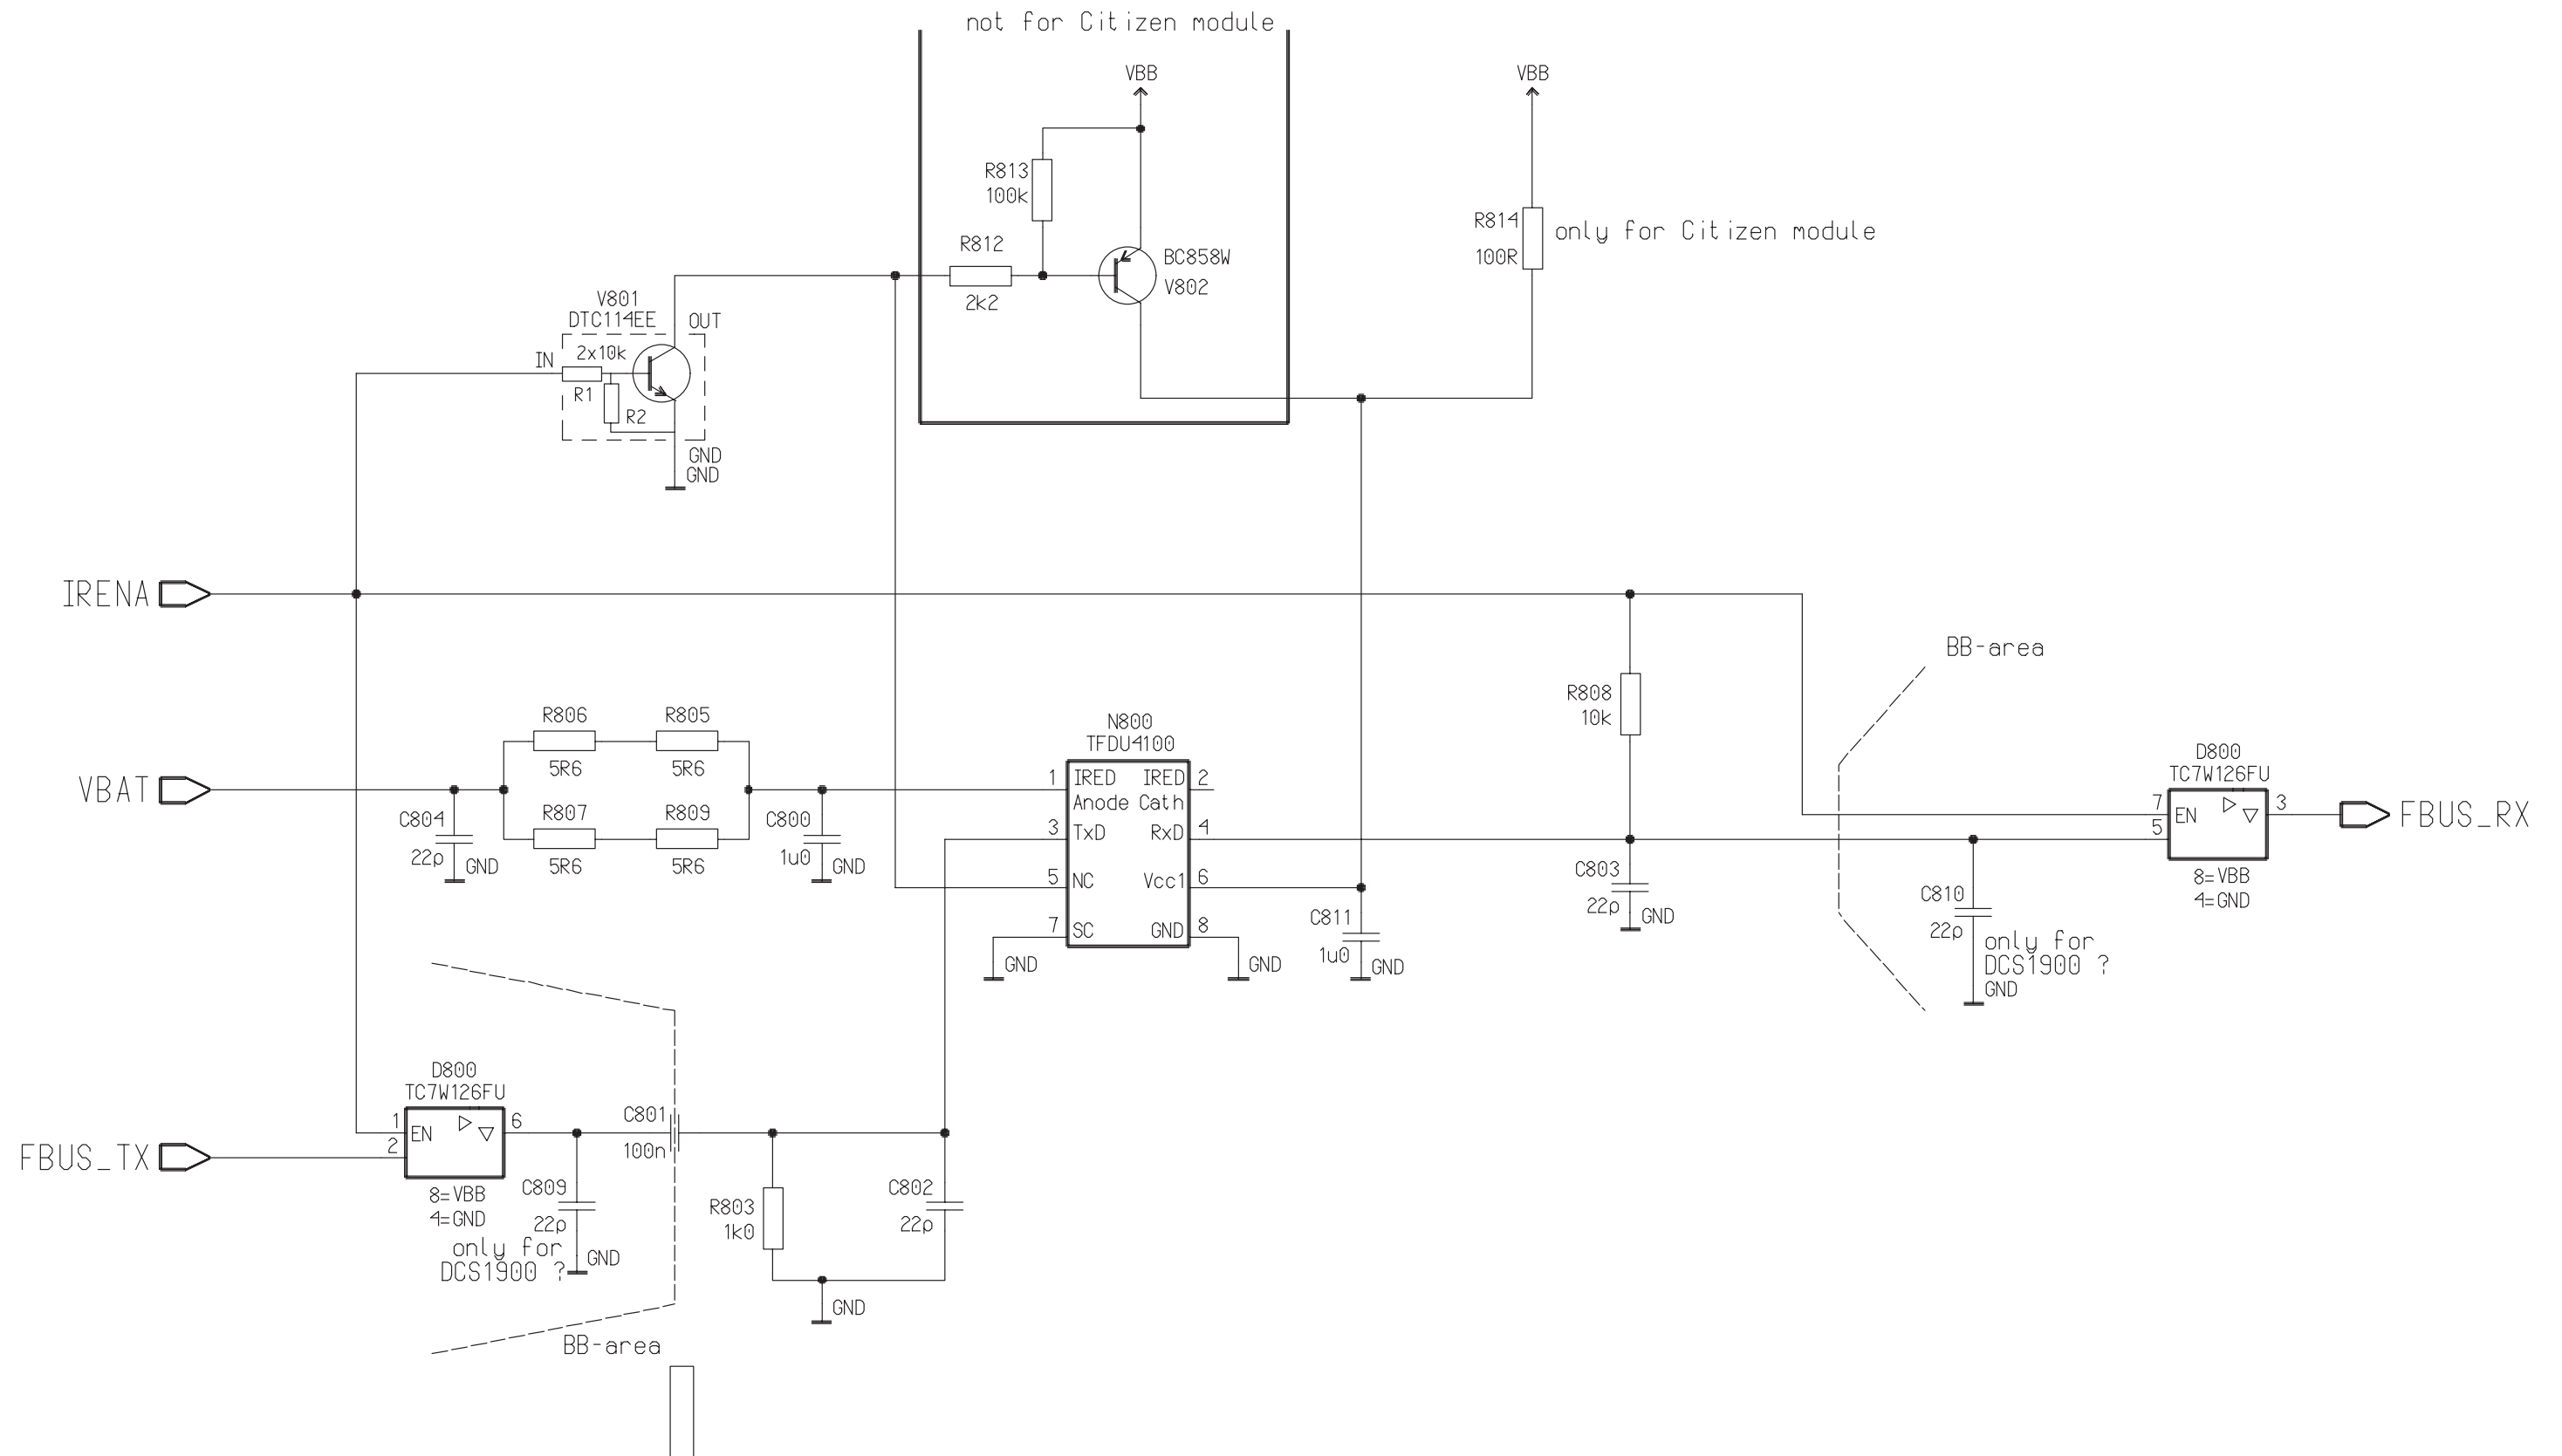 not for Citizen module
VBB
VBB
R813
100k
R814
100R
only for Citizen module
R812
2k2
BC858W
V802
V801
DTC114EE
OUT
IN
2x10k
R1
R2
GND
GND
IRENA
BB-area
R808
10k
R806
5R6
R805
5R6
N800
TFDU4100
D800
TC7W126FU
VBAT
C804
22p
GND
R807
5R6
R809
5R6
C800
1u0
GND
1 IRED IRED 2
Anode Cath
3 TxD RxD 4
5 NC Vcc1 6
7 SC GND 8
GND
GND
C811
1u0
GND
C803
22p
GND
7
5
EN
3
FBUS_RX
8=VBB
4=GND
C810
22p
only for
DCS1900 ?
GND
D800
TC7W126FU
1
2
EN
6
FBUS_TX
8=VBB
4=GND
C809
22p
only for
DCS1900 ?
GND
C801
100n
R803
1k0
C802
22p
GND
BB-area